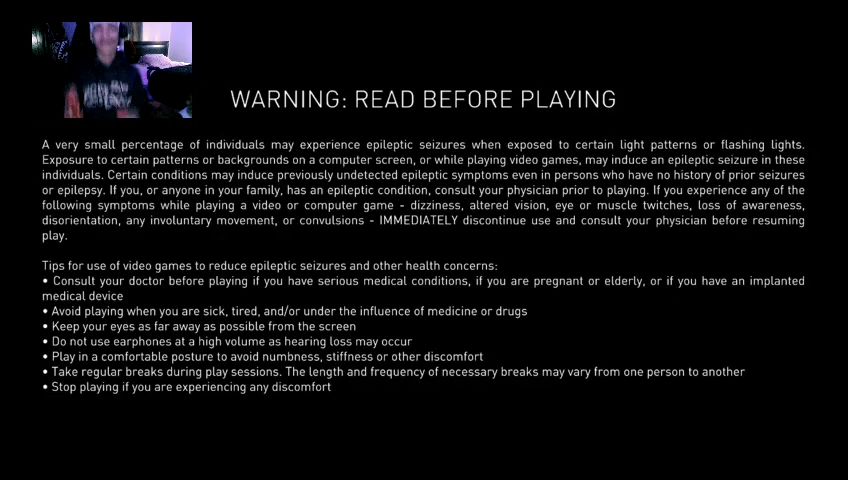 WARNING: READ BEFORE PLAYING
A very small percentage of individuals may experience epileptic seizures when exposed to certain light patterns or flashing lights.
Exposure to certain patterns or backgrounds on a computer screen, or while playing video games, may induce an epileptic seizure in these
individuals. Certain conditions may induce previously undetected epileptic symptoms even in persons who have no history of prior seizures
or epilepsy. If you, or anyone in your family, has an epileptic condition, consult your physician prior to playing. If you experience any of the
following symptoms while playing a video or computer game - dizziness, altered vision, eye or muscle twitches, loss of awareness,
disorientation, any involuntary movement, or convulsions - IMMEDIATELY discontinue use and consult your physician before resuming
play.
Tips for use of video games to reduce epileptic seizures and other health concerns:
• Consult your doctor before playing if you have serious medical conditions, if you are pregnant or elderly, or if you have an implanted
medical device
• Avoid playing when you are sick, tired, and/or under the influence of medicine or drugs
• Keep your eyes as far away as possible from the screen
• Do not use earphones at a high volume as hearing loss may occur
• Play in a comfortable posture to avoid numbness, stiffness or other discomfort
• Take regular breaks during play sessions. The length and frequency of necessary breaks may vary from one person to another
• Stop playing if you are experiencing any discomfort